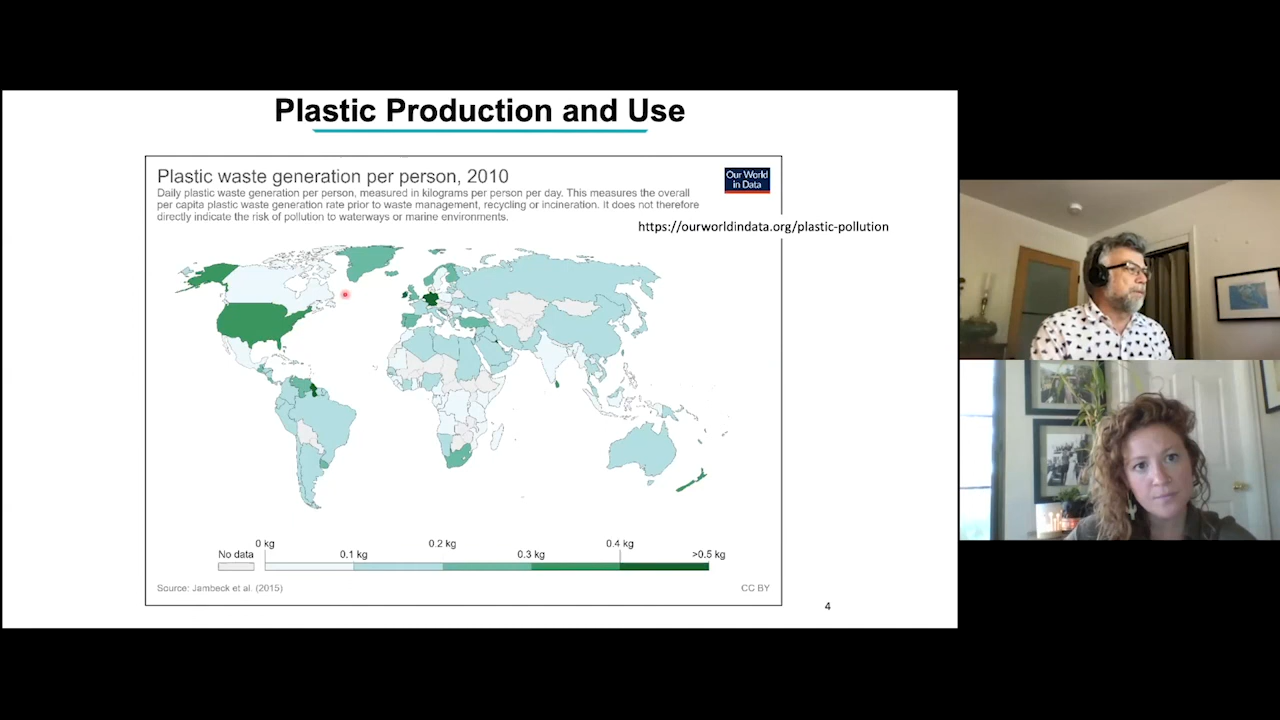 Plastic Production and Use
Plastic waste generation per person, 2010
Our World
in Data
Daily plastic waste generation per person, measured in kilograms per person per day. This measures the overall
per capita plastic waste generation rate prior to waste management, recycling or incineration. It does not therefore
directly indicate the risk of pollution to waterways or marine environments.
https://ourworldindata.org/plastic-pollution
No data
0 kg
0.1 kg
0.2 kg
0.3 kg
0.4 kg
>0.5 kg
Source: Jambeck et al. (2015)
CC BY
4